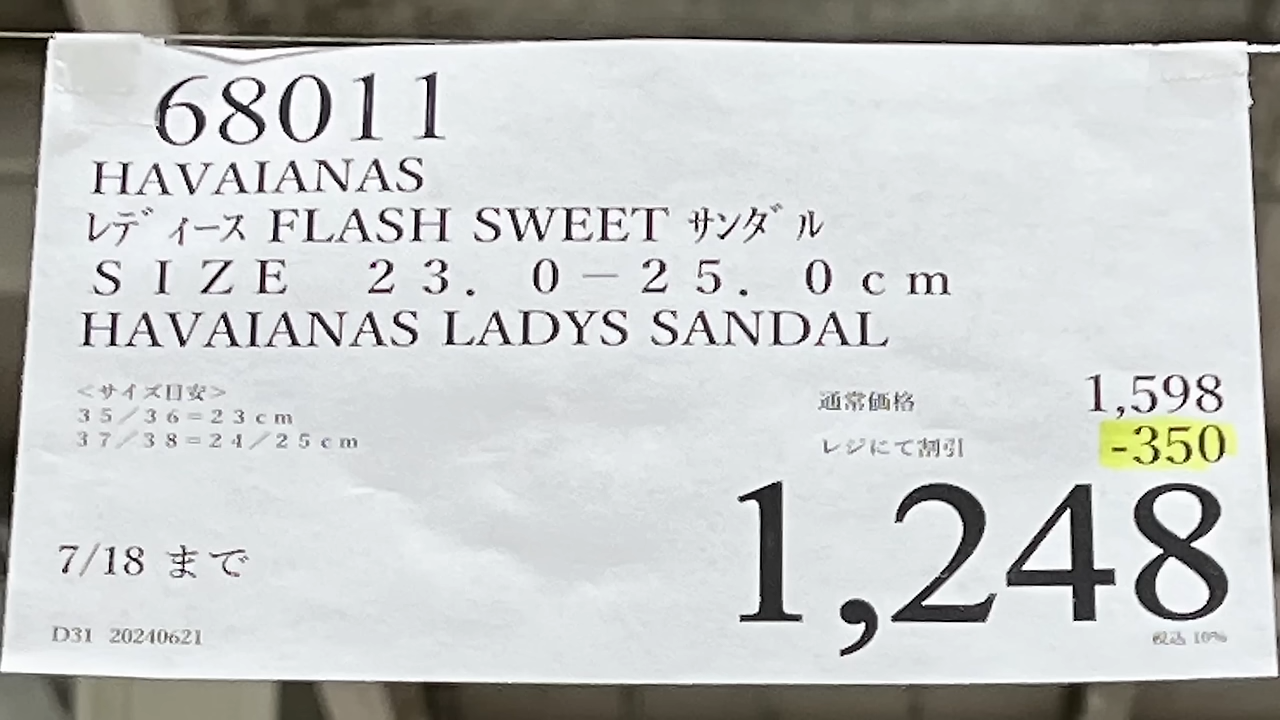 68011
HAVAIANAS
ﾚﾃﾞｨｰｽ FLASH SWEET ｻﾝﾀﾞﾙ
ＳＩＺＥ　２３．０－２５．０ｃｍ
HAVAIANAS LADYS SANDAL
＜サイズ目安＞
３５／３６＝２３ｃｍ
３７／３８＝２４／２５ｃｍ
通常価格 1,598
レジにて割引 -350
1,248
7/18 まで
D31 20240621
税込 10%